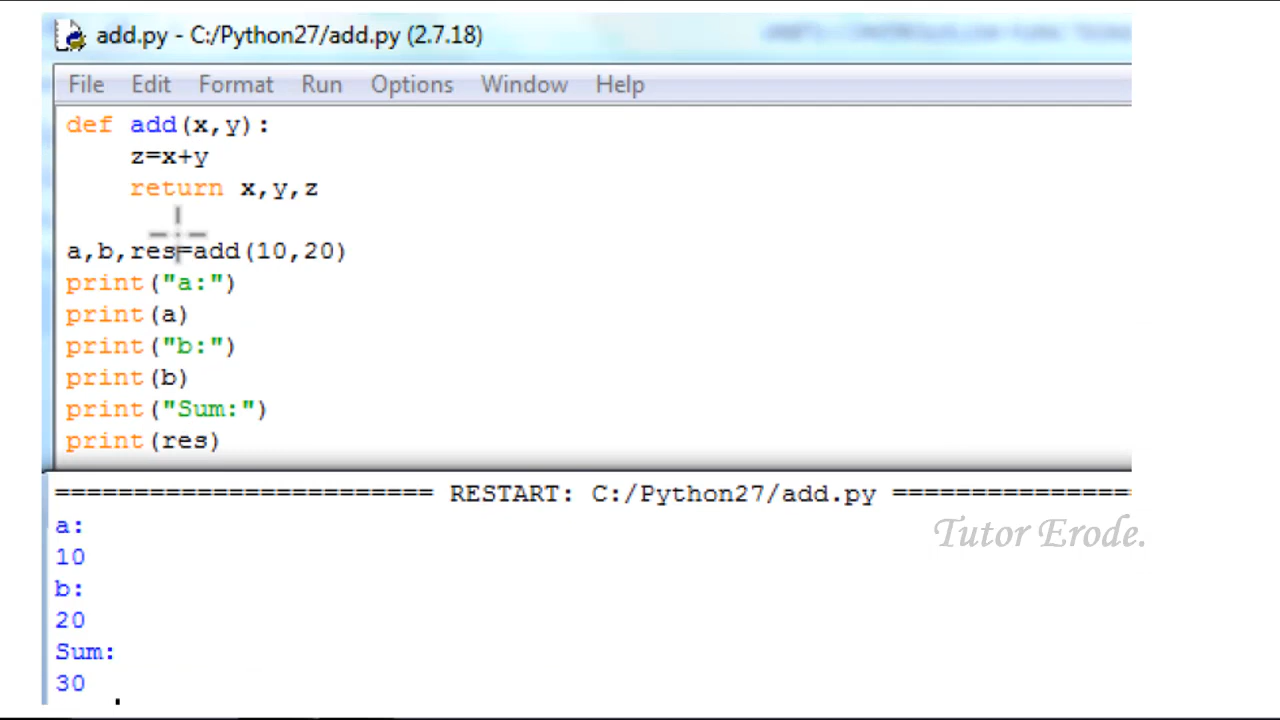 add.py - C:/Python27/add.py (2.7.18)
File Edit Format Run Options Window Help
def add(x,y):
    z=x+y
    return x,y,z
a,b,res=add(10,20)
print("a:")
print(a)
print("b:")
print(b)
print("Sum:")
print(res)
======================== RESTART: C:/Python27/add.py ===============
a:
10
b:
20
Sum:
30
Tutor Erode.